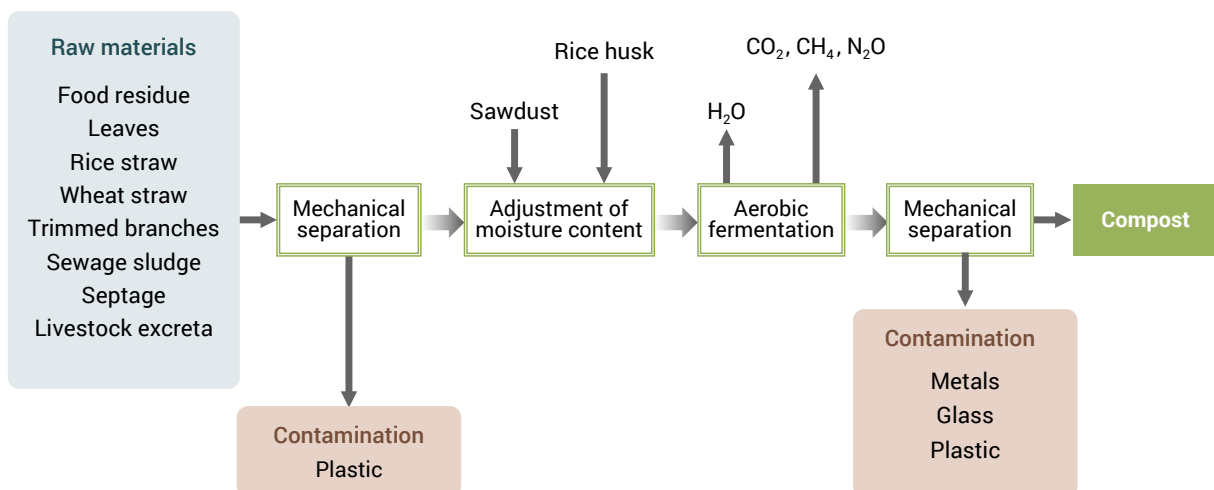 Raw materials
Food residue
Leaves
Rice straw
Wheat straw
Trimmed branches
Sewage sludge
Septage
Livestock excreta
Mechanical
separation
Contamination
Plastic
Sawdust
Rice husk
Adjustment of
moisture content
H₂O
CO₂, CH₄, N₂O
Aerobic
fermentation
Mechanical
separation
Contamination
Metals
Glass
Plastic
Compost